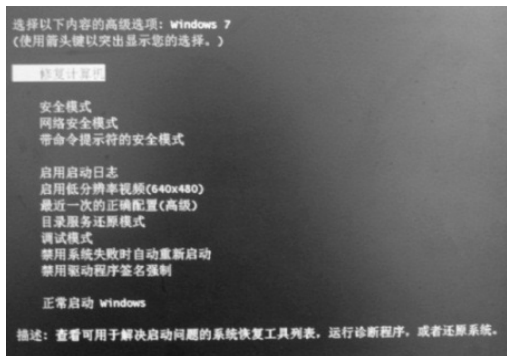 选择以下内容的高级选项: Windows 7
(使用箭头键以突出显示您的选择。)
修复计算机
安全模式
网络安全模式
带命令提示符的安全模式
启用启动日志
启用低分辨率视频(640x480)
最近一次的正确配置(高级)
目录服务还原模式
调试模式
禁用系统失败时自动重新启动
禁用驱动程序签名强制
正常启动 Windows
描述: 查看可用于解决启动问题的系统恢复工具列表，运行诊断程序，或者还原系统。